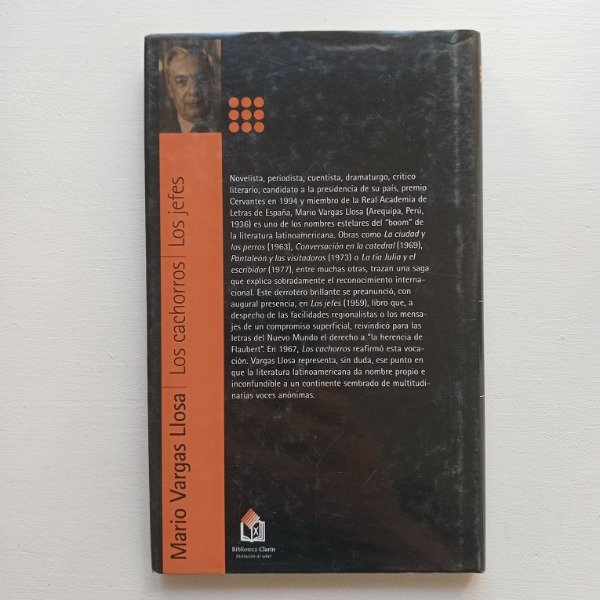 Mario Vargas Llosa | Los cachorros | Los jefes
Novelista, periodista, cuentista, dramaturgo, crítico
literario, candidato a la presidencia de su país, premio
Cervantes en 1994 y miembro de la Real Academia de
Letras de España, Mario Vargas Llosa (Arequipa, Perú,
1936) es uno de los nombres estelares del "boom" de
la literatura latinoamericana. Obras como La ciudad y
los perros (1963), Conversación en la catedral (1969),
Pantaleón y las visitadoras (1973) o La tía Julia y el
escribidor (1977), entre muchas otras, trazan una saga
que explica sobradamente el reconocimiento interna-
cional. Este derrotero brillante se preanunció, con
augural presencia, en Los jefes (1959), libro que, a
despecho de las facilidades regionalistas o los mensa-
jes de un compromiso superficial, reivindicó para las
letras del Nuevo Mundo el derecho a "la herencia de
Flaubert". En 1967, Los cachorros reafirmó esta voca-
ción. Vargas Llosa representa, sin duda, ese punto en
que la literatura latinoamericana da nombre propio e
inconfundible a un continente sembrado de multitudi-
narias voces anónimas.
Biblioteca Clarín
Invitación al saber